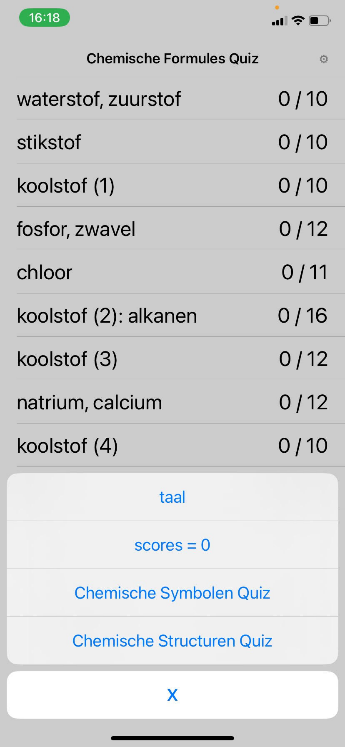 16:18
Chemische Formules Quiz
waterstof, zuurstof 0 / 10
stikstof 0 / 10
koolstof (1) 0 / 10
fosfor, zwavel 0 / 12
chloor 0 / 11
koolstof (2): alkanen 0 / 16
koolstof (3) 0 / 12
natrium, calcium 0 / 12
koolstof (4) 0 / 10
taal
scores = 0
Chemische Symbolen Quiz
Chemische Structuren Quiz
X